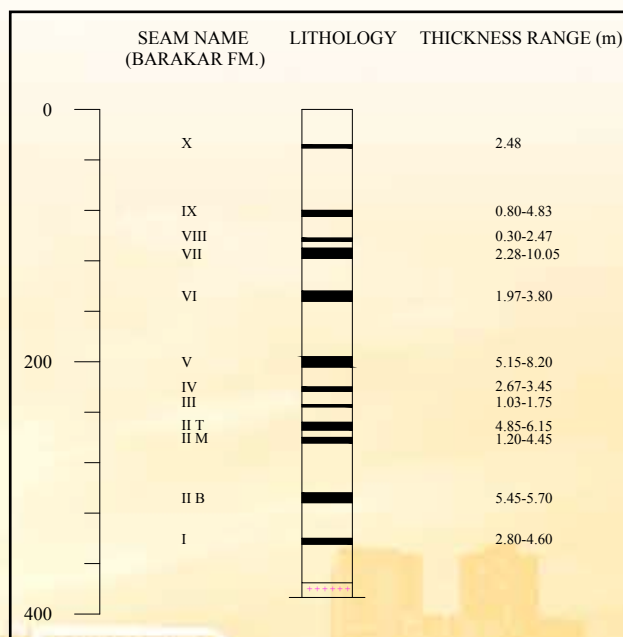 SEAM NAME LITHOLOGY THICKNESS RANGE (m)
(BARAKAR FM.)
0
X 2.48
IX 0.80-4.83
VIII 0.30-2.47
VII 2.28-10.05
VI 1.97-3.80
200 V 5.15-8.20
IV 2.67-3.45
III 1.03-1.75
II T 4.85-6.15
II M 1.20-4.45
II B 5.45-5.70
I 2.80-4.60
400